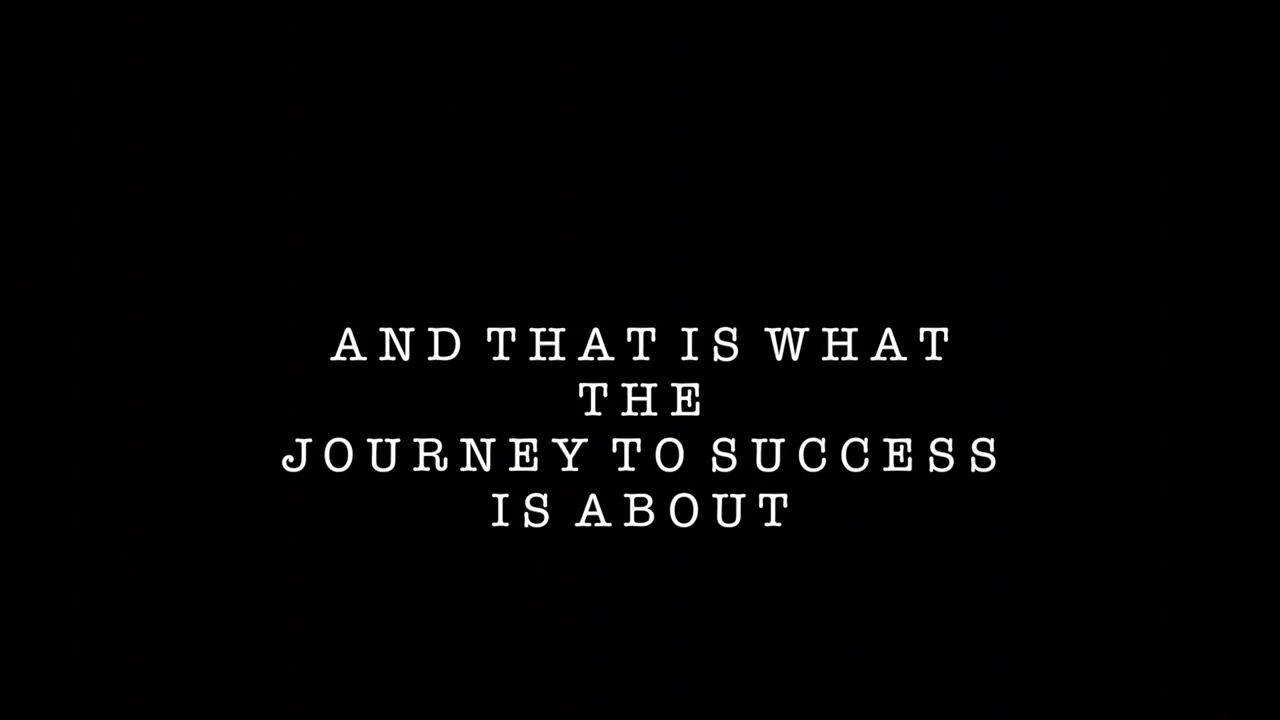 AND THAT IS WHAT
THE
JOURNEY TO SUCCESS
IS ABOUT